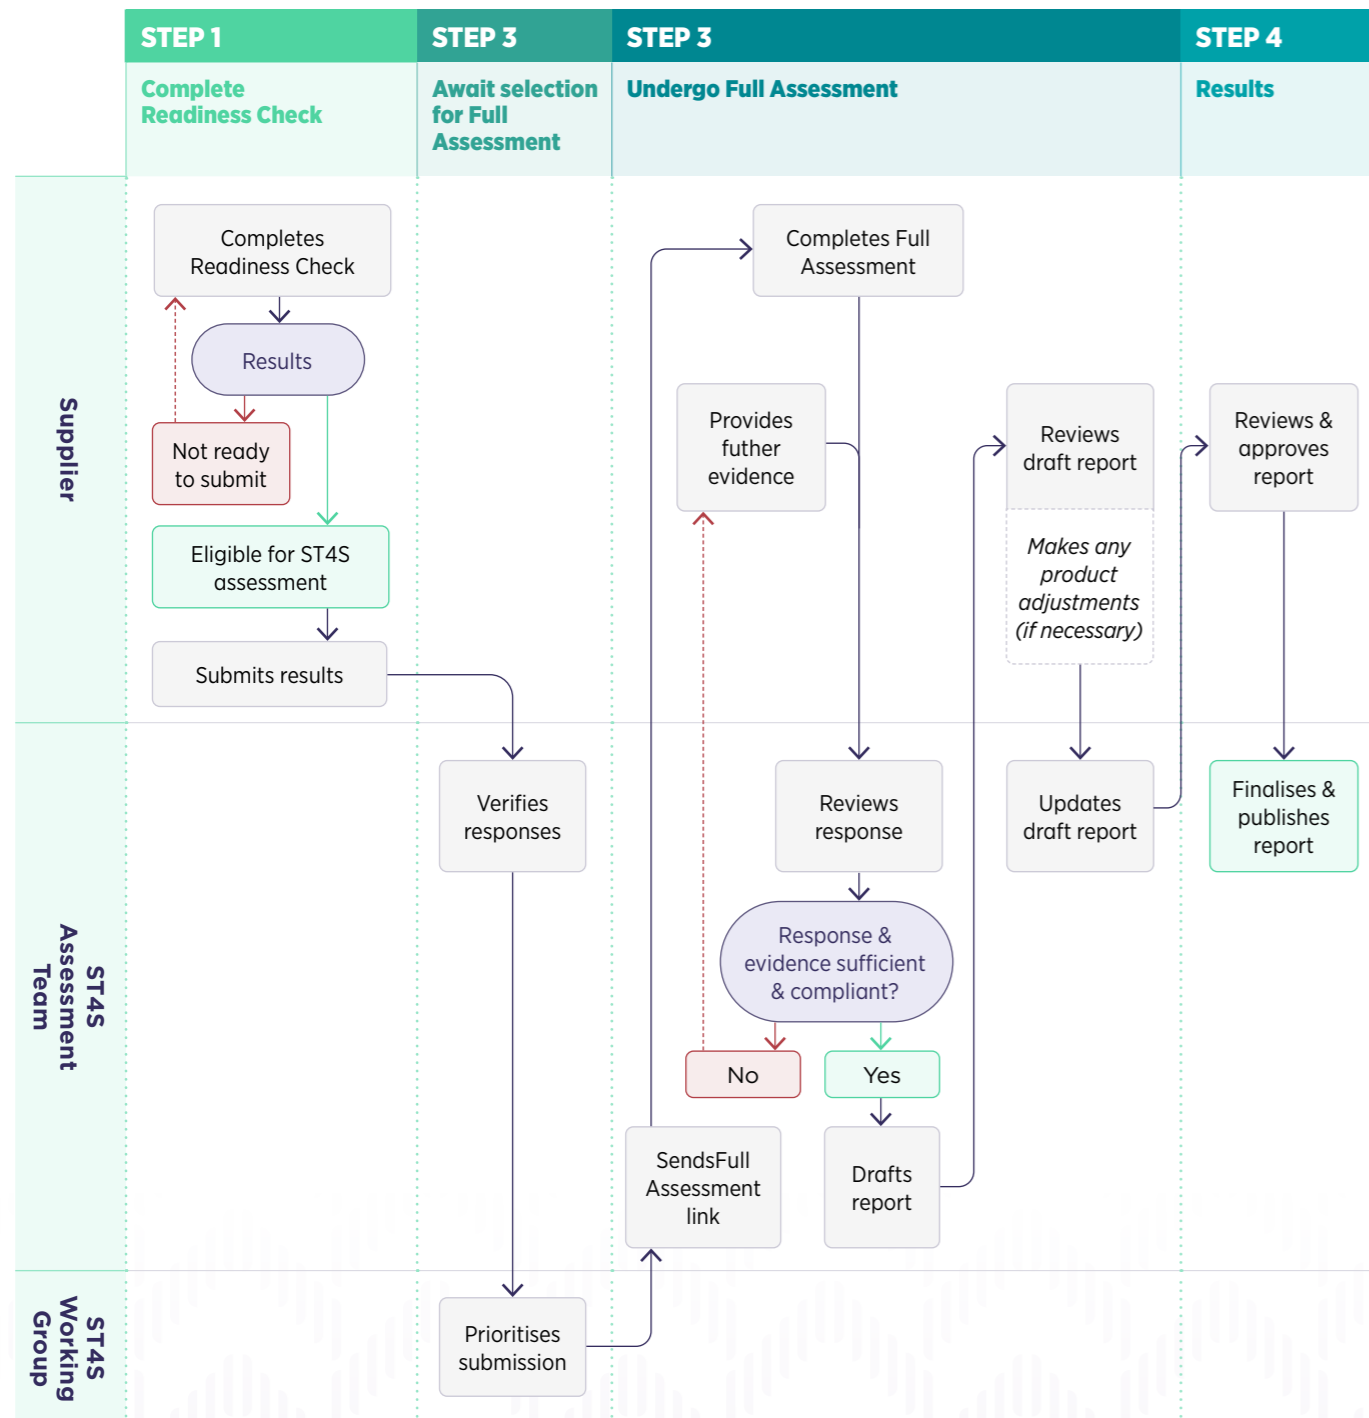 STEP 1
STEP 3
STEP 3
STEP 4
Complete
Readiness Check
Await selection
for Full
Assessment
Undergo Full Assessment
Results
Supplier
Completes
Readiness Check
Results
Not ready
to submit
Eligible for ST4S
assessment
Submits results
Completes Full
Assessment
Provides
futher
evidence
Reviews
draft report
Makes any
product
adjustments
(if necessary)
Reviews &
approves
report
ST4S
Assessment
Team
Verifies
responses
Reviews
response
Response &
evidence sufficient
& compliant?
No
Yes
SendsFull
Assessment
link
Drafts
report
Updates
draft report
Finalises &
publishes
report
ST4S
Working
Group
Prioritises
submission